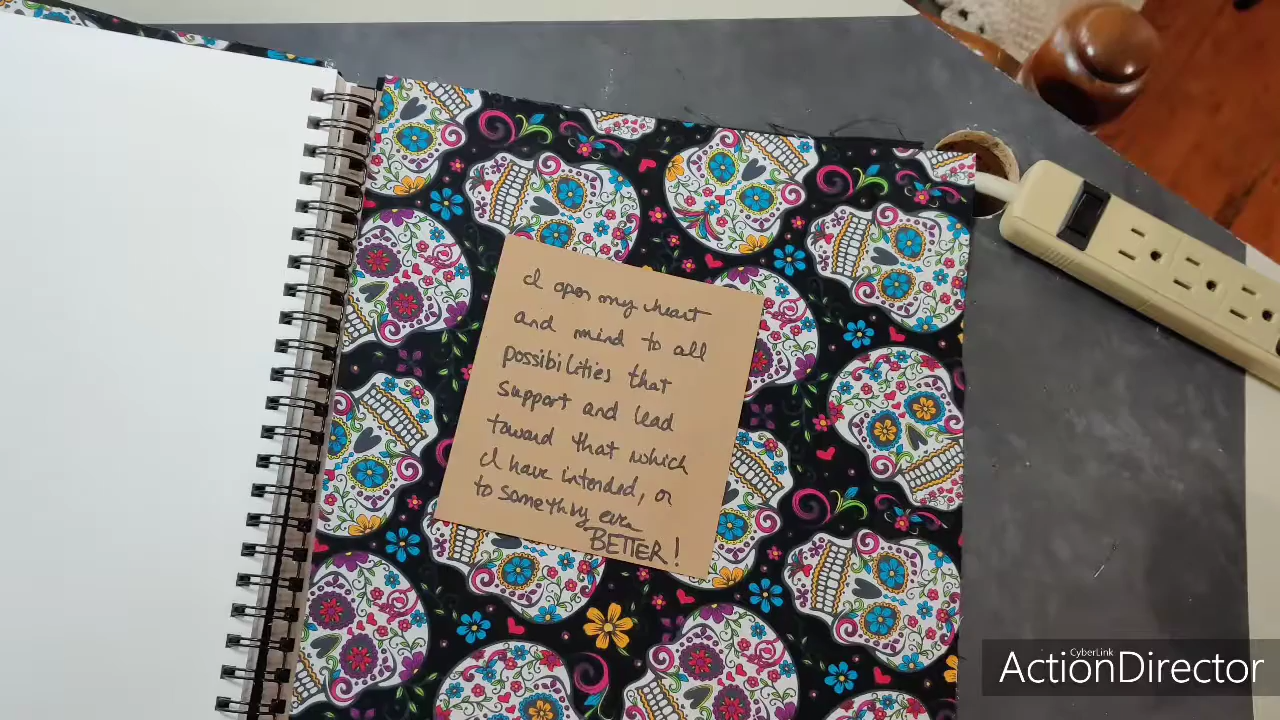 I open my heart
and mind to all
possibilities that
support and lead
toward that which
I have intended, or
to something even
BETTER!
CyberLink
ActionDirector